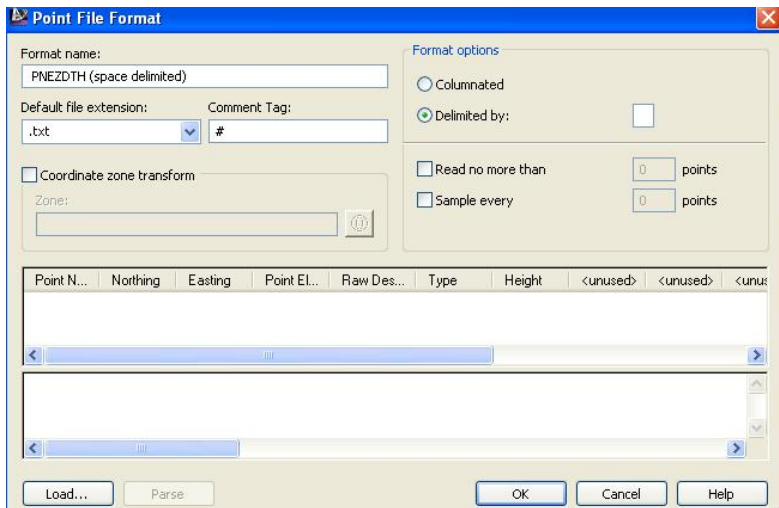 Point File Format
Format name:
PNEZDTH (space delimited)
Default file extension:
Comment Tag:
.txt
#
Coordinate zone transform
Zone:
Format options
Columnated
Delimited by:
Read no more than 0 points
Sample every 0 points
Point N... Northing Easting Point El... Raw Des... Type Height <unused> <unused> <unus
Load... Parse OK Cancel Help